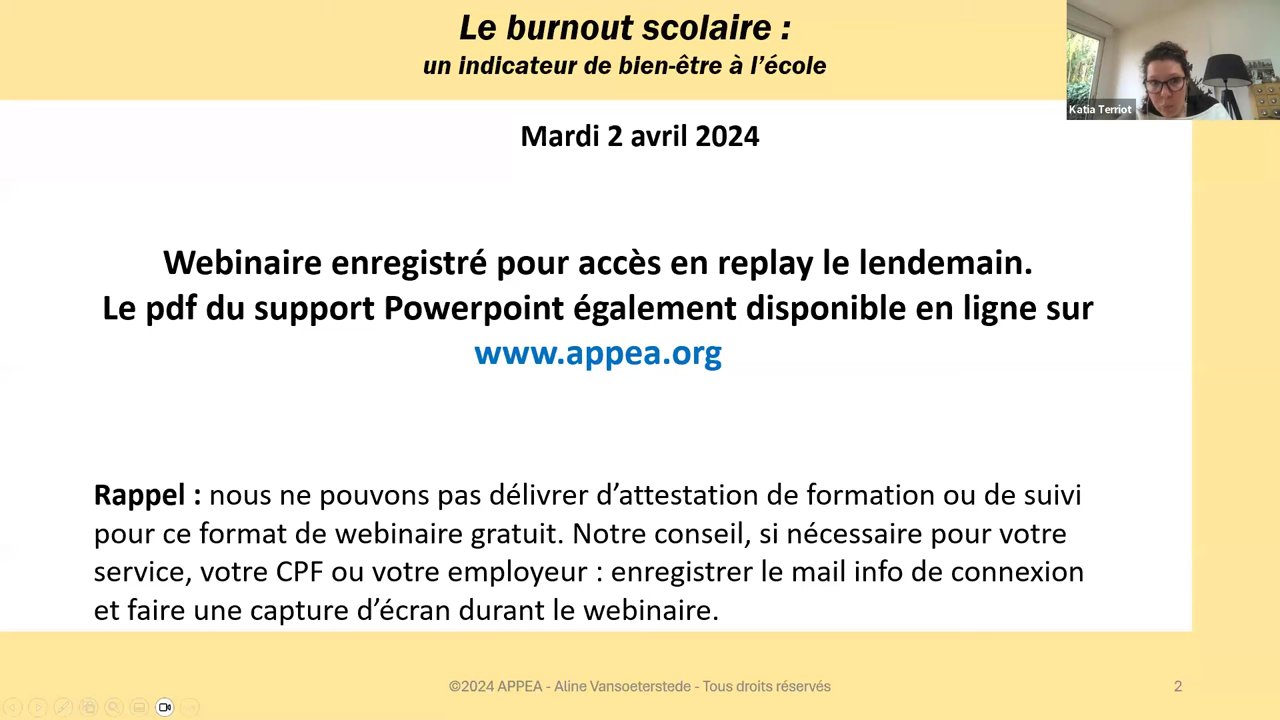 Le burnout scolaire :
un indicateur de bien-être à l'école
Katia Terriot
Mardi 2 avril 2024
Webinaire enregistré pour accès en replay le lendemain.
Le pdf du support Powerpoint également disponible en ligne sur
www.appea.org
Rappel : nous ne pouvons pas délivrer d'attestation de formation ou de suivi
pour ce format de webinaire gratuit. Notre conseil, si nécessaire pour votre
service, votre CPF ou votre employeur : enregistrer le mail info de connexion
et faire une capture d'écran durant le webinaire.
©2024 APPEA - Aline Vansoeterstede - Tous droits réservés
2